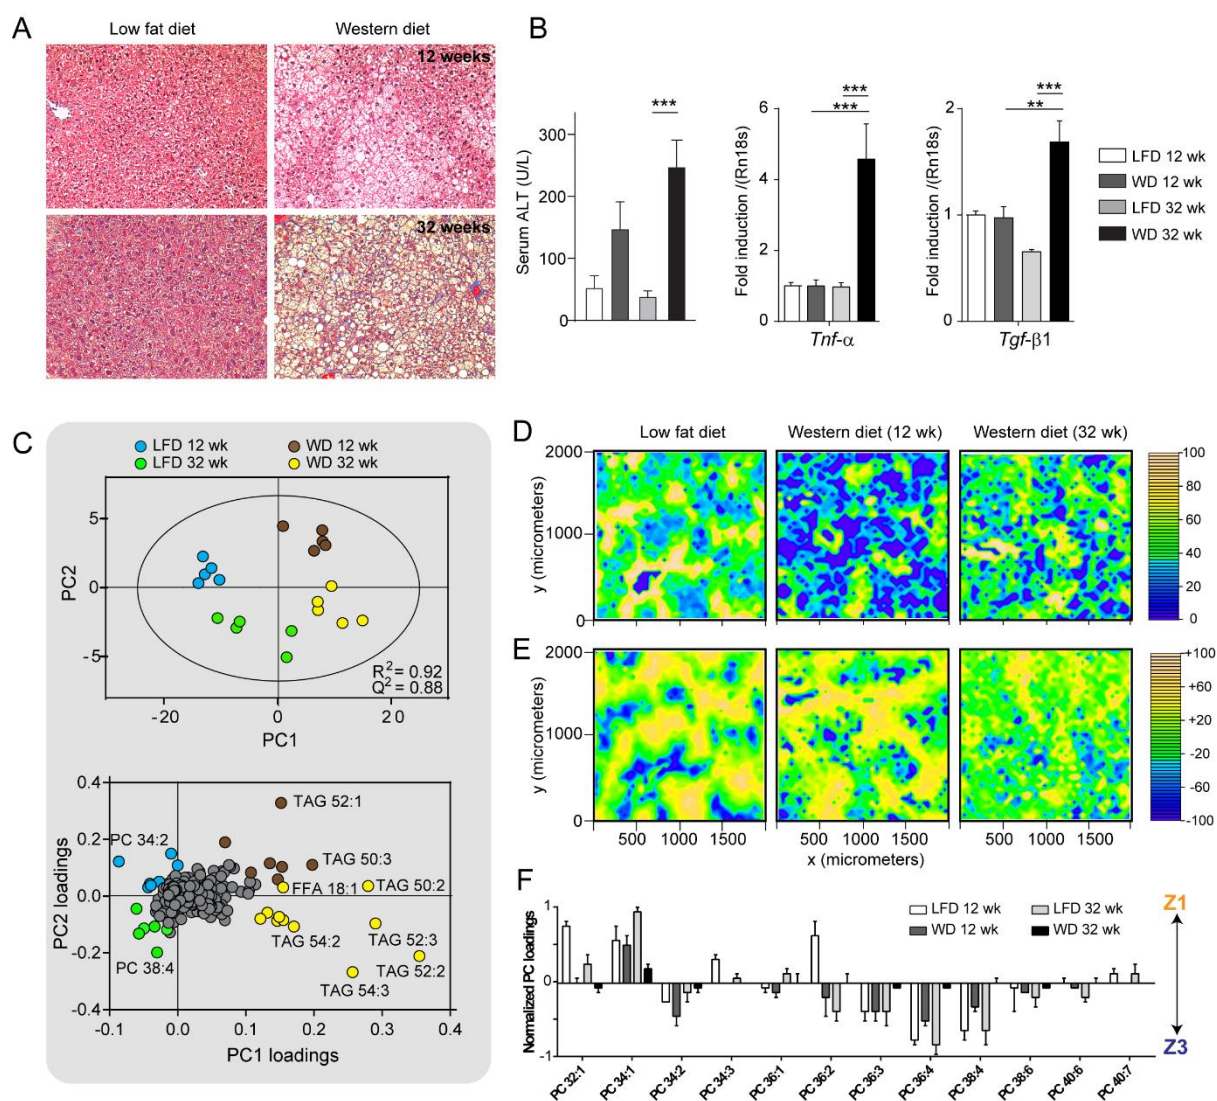 A
Low fat diet
Western diet
12 weeks
32 weeks
B
Serum ALT (U/L)
300
200
100
0
***
Fold induction /(Rn18s)
6
4
2
0
***
***
Tnf-α
Fold induction /(Rn18s)
2
1
0
***
**
Tgf-β1
LFD 12 wk
WD 12 wk
LFD 32 wk
WD 32 wk
C
LFD 12 wk
WD 12 wk
LFD 32 wk
WD 32 wk
PC2
5
0
-5
R²= 0.92
Q²= 0.88
-20
0
20
PC1
PC2 loadings
0.4
0.2
0.0
-0.2
-0.4
TAG 52:1
PC 34:2
TAG 50:3
FFA 18:1
TAG 50:2
TAG 54:2
TAG 52:3
PC 38:4
TAG 52:2
TAG 54:3
-0.1
0.0
0.1
0.2
0.3
0.4
PC1 loadings
D
Low fat diet
Western diet (12 wk)
Western diet (32 wk)
y (micrometers)
2000
1000
0
100
80
60
40
20
0
E
y (micrometers)
2000
1000
0
+100
+60
+20
-20
-60
-100
500
1000
1500
500
1000
1500
500
1000
1500
x (micrometers)
F
Normalized PC loadings
1
0
-1
LFD 12 wk
LFD 32 wk
WD 12 wk
WD 32 wk
Z1
Z3
PC 32:1
PC 34:1
PC 34:2
PC 34:3
PC 36:1
PC 36:2
PC 36:3
PC 36:4
PC 38:4
PC 38:6
PC 40:6
PC 40:7